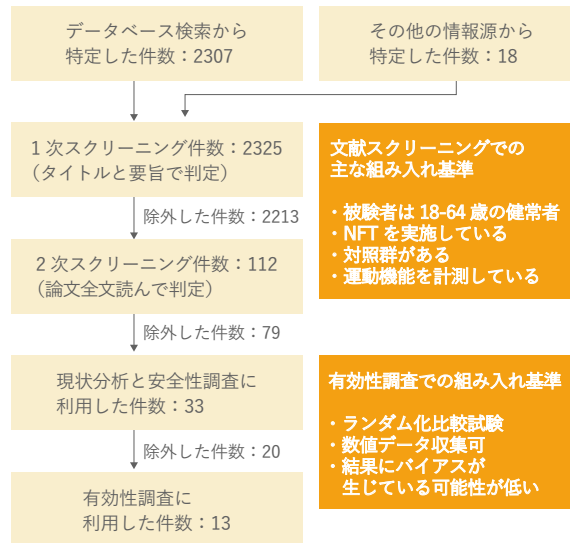 データベース検索から
特定した件数：2307
その他の情報源から
特定した件数：18
1次スクリーニング件数：2325
（タイトルと要旨で判定）
文献スクリーニングでの
主な組み入れ基準
・被験者は18-64歳の健常者
・NFTを実施している
・対照群がある
・運動機能を計測している
除外した件数：2213
2次スクリーニング件数：112
（論文全文読んで判定）
除外した件数：79
現状分析と安全性調査に
利用した件数：33
有効性調査での組み入れ基準
・ランダム化比較試験
・数値データ収集可
・結果にバイアスが
生じている可能性が低い
除外した件数：20
有効性調査に
利用した件数：13